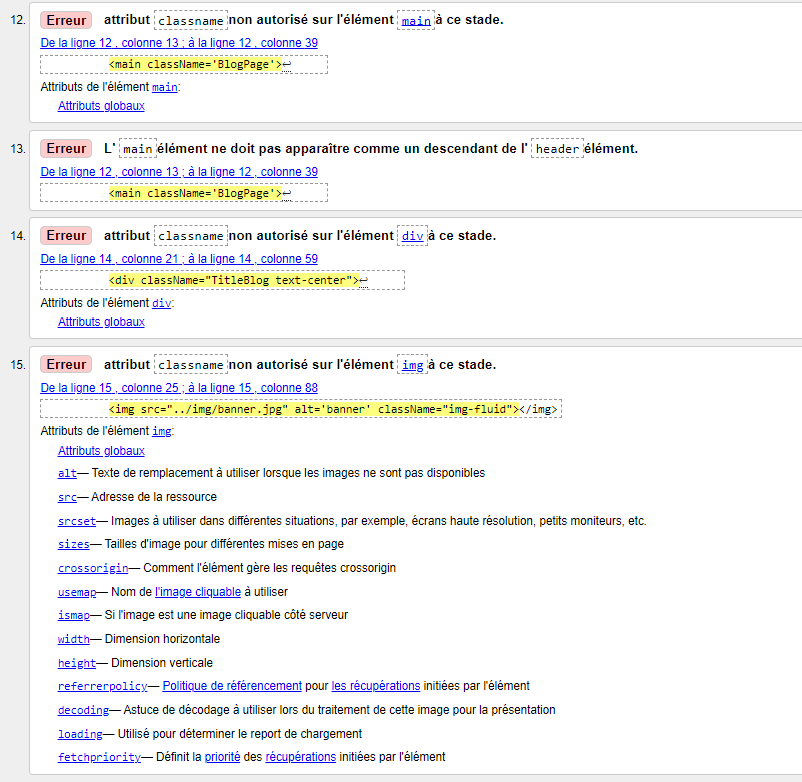 12. Erreur attribut classname non autorisé sur l'élément main à ce stade.
De la ligne 12 , colonne 13 ; à la ligne 12 , colonne 39
<main className='BlogPage'>↩
Attributs de l'élément main:
Attributs globaux
13. Erreur L' main élément ne doit pas apparaître comme un descendant de l' header élément.
De la ligne 12 , colonne 13 ; à la ligne 12 , colonne 39
<main className='BlogPage'>↩
14. Erreur attribut classname non autorisé sur l'élément div à ce stade.
De la ligne 14 , colonne 21 ; à la ligne 14 , colonne 59
<div className="TitleBlog text-center">↩
Attributs de l'élément div:
Attributs globaux
15. Erreur attribut classname non autorisé sur l'élément img à ce stade.
De la ligne 15 , colonne 25 ; à la ligne 15 , colonne 88
<img src="../img/banner.jpg" alt='banner' className="img-fluid"></img>
Attributs de l'élément img:
Attributs globaux
alt— Texte de remplacement à utiliser lorsque les images ne sont pas disponibles
src— Adresse de la ressource
srcset— Images à utiliser dans différentes situations, par exemple, écrans haute résolution, petits moniteurs, etc.
sizes— Tailles d'image pour différentes mises en page
crossorigin— Comment l'élément gère les requêtes crossorigin
usemap— Nom de l'image cliquable à utiliser
ismap— Si l'image est une image cliquable côté serveur
width— Dimension horizontale
height— Dimension verticale
referrerpolicy— Politique de référencement pour les récupérations initiées par l'élément
decoding— Astuce de décodage à utiliser lors du traitement de cette image pour la présentation
loading— Utilisé pour déterminer le report de chargement
fetchpriority— Définit la priorité des récupérations initiées par l'élément